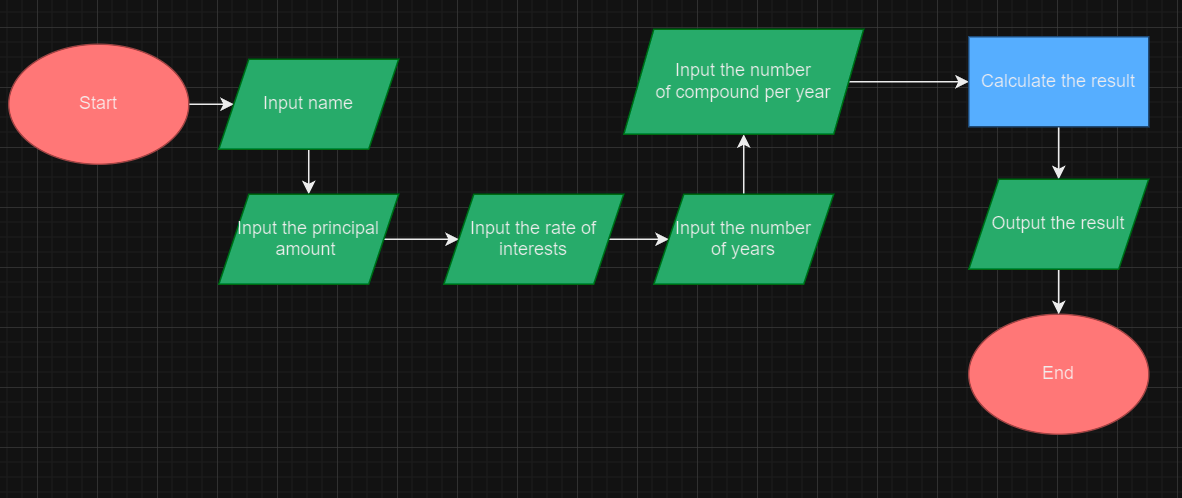 Start
Input name
Input the principal
amount
Input the rate of
interests
Input the number
of years
Input the number
of compound per year
Calculate the result
Output the result
End